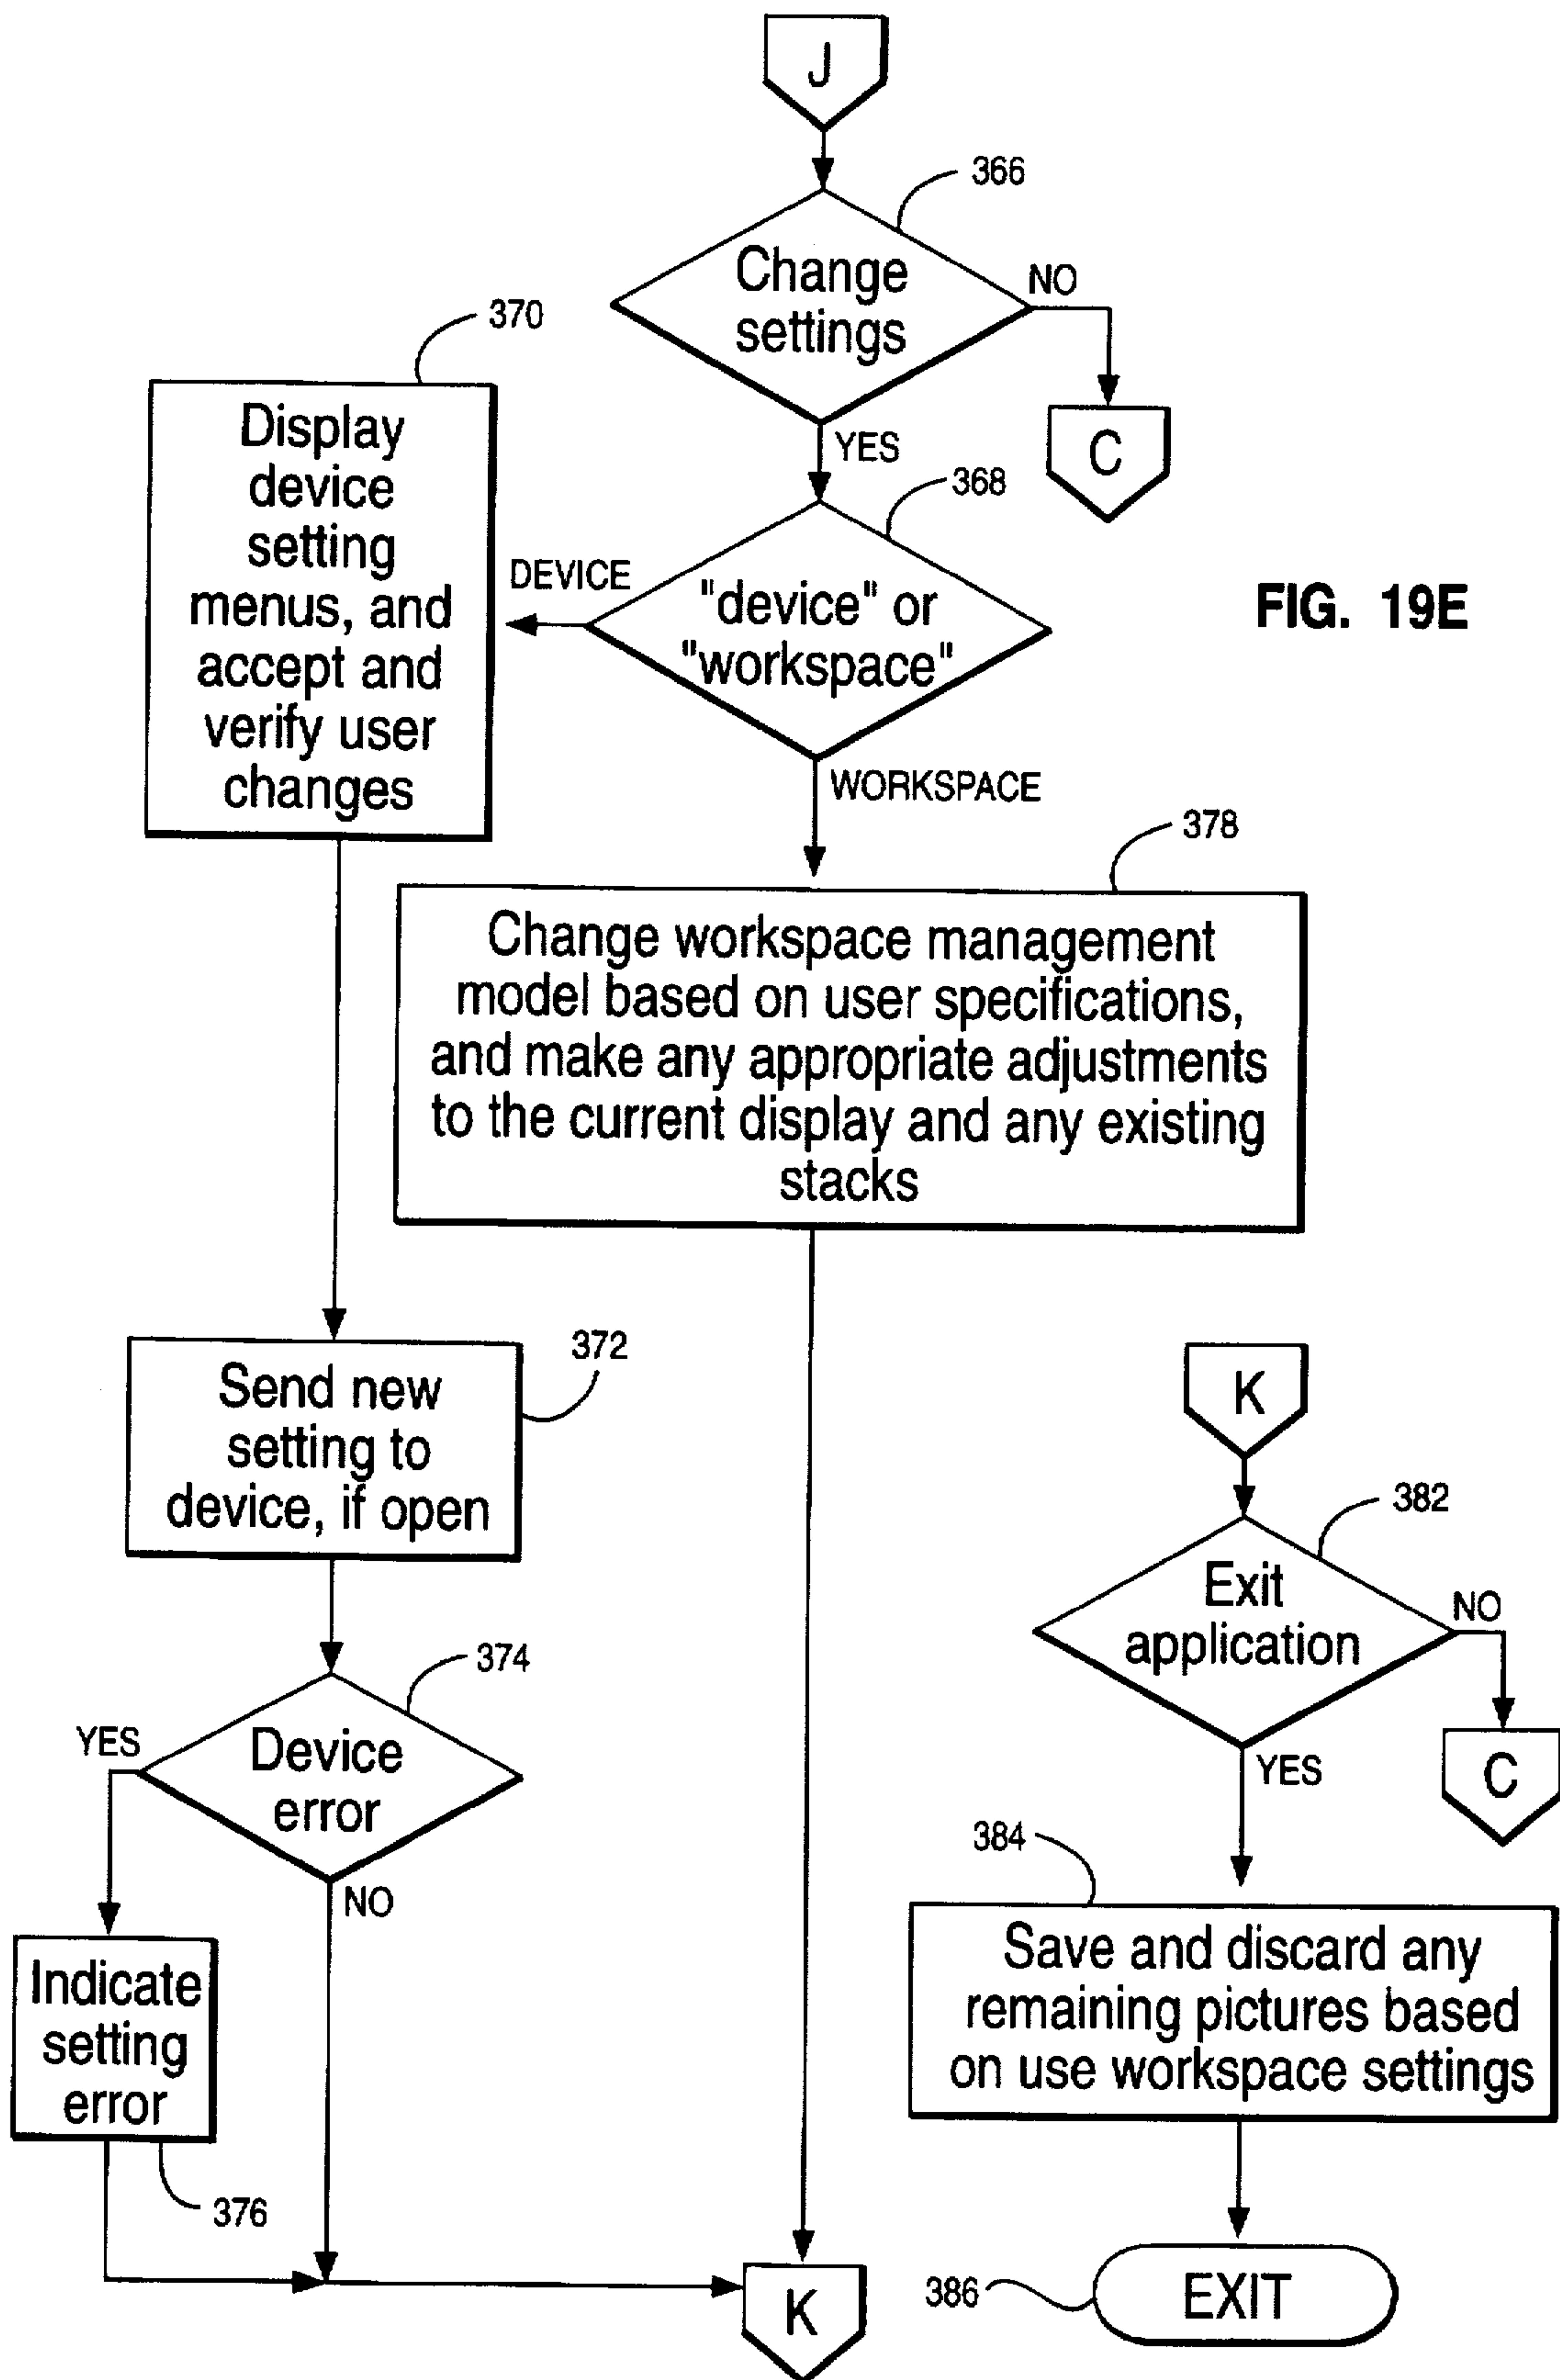 J
366
Change
settings
NO
C
YES
370
Display
device
setting
menus, and
accept and
verify user
changes
368
DEVICE
"device" or
"workspace"
FIG. 19E
WORKSPACE
378
Change workspace management
model based on user specifications,
and make any appropriate adjustments
to the current display and any existing
stacks
372
Send new
setting to
device, if open
374
YES
Device
error
NO
Indicate
setting
error
376
K
K
382
Exit
application
NO
C
YES
384
Save and discard any
remaining pictures based
on use workspace settings
386
EXIT